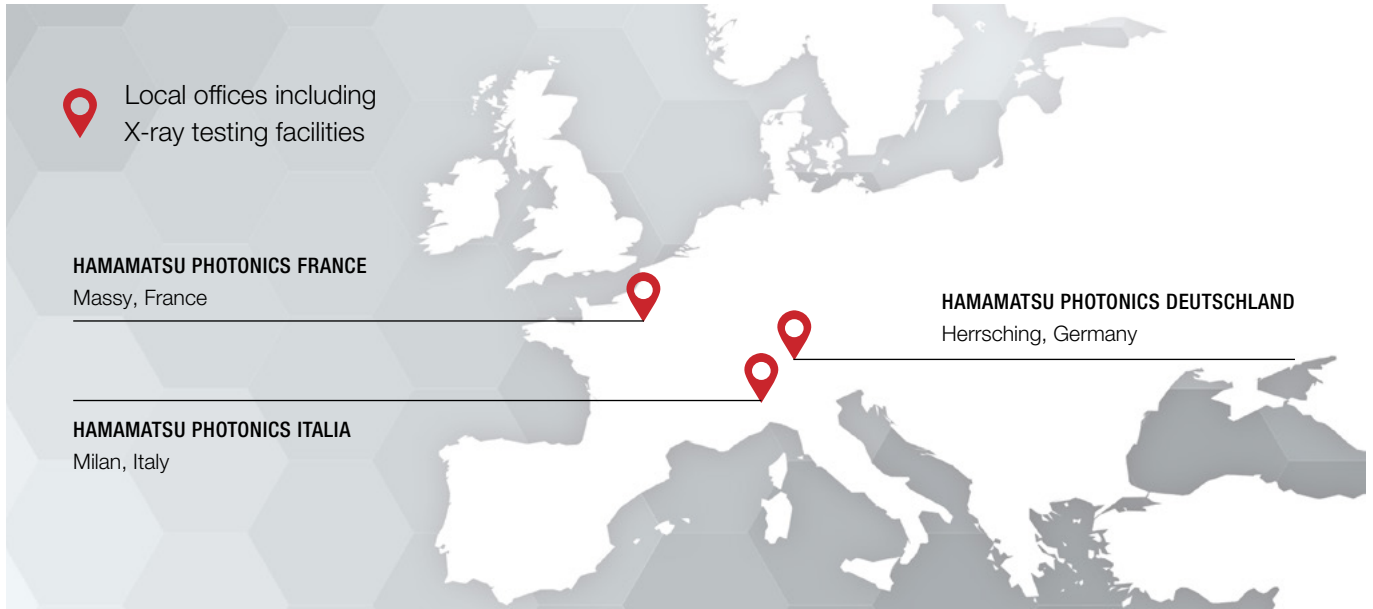 Local offices including
X-ray testing facilities
HAMAMATSU PHOTONICS FRANCE
Massy, France
HAMAMATSU PHOTONICS DEUTSCHLAND
Herrsching, Germany
HAMAMATSU PHOTONICS ITALIA
Milan, Italy